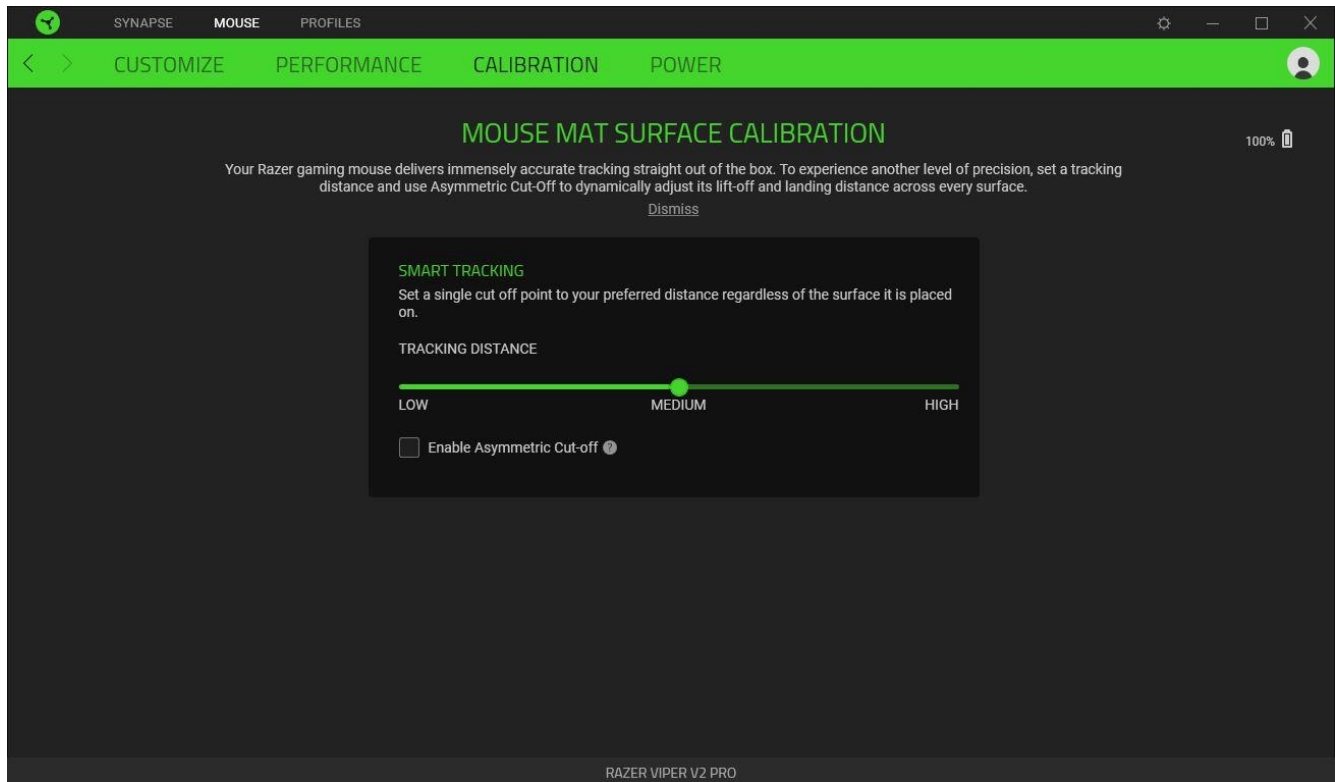 SYNAPSE MOUSE PROFILES
CUSTOMIZE PERFORMANCE CALIBRATION POWER
MOUSE MAT SURFACE CALIBRATION
100%
Your Razer gaming mouse delivers immensely accurate tracking straight out of the box. To experience another level of precision, set a tracking
distance and use Asymmetric Cut-Off to dynamically adjust its lift-off and landing distance across every surface.
Dismiss
SMART TRACKING
Set a single cut off point to your preferred distance regardless of the surface it is placed
on.
TRACKING DISTANCE
LOW MEDIUM HIGH
Enable Asymmetric Cut-off ?
RAZER VIPER V2 PRO